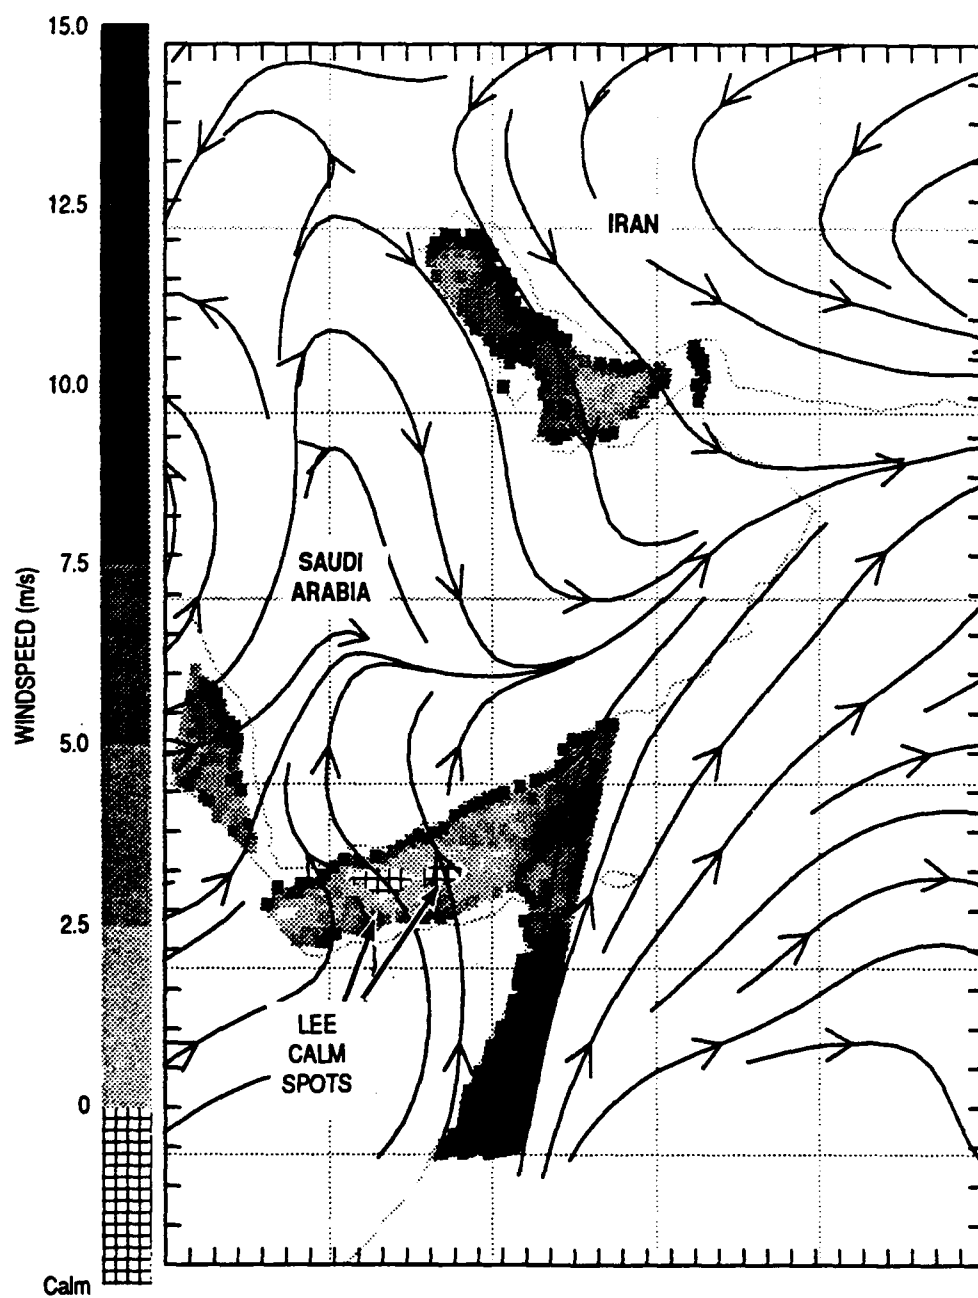 15.0
12.5
10.0
7.5
5.0
2.5
0
Calm
WINDSPEED (m/s)
IRAN
SAUDI
ARABIA
LEE
CALM
SPOTS